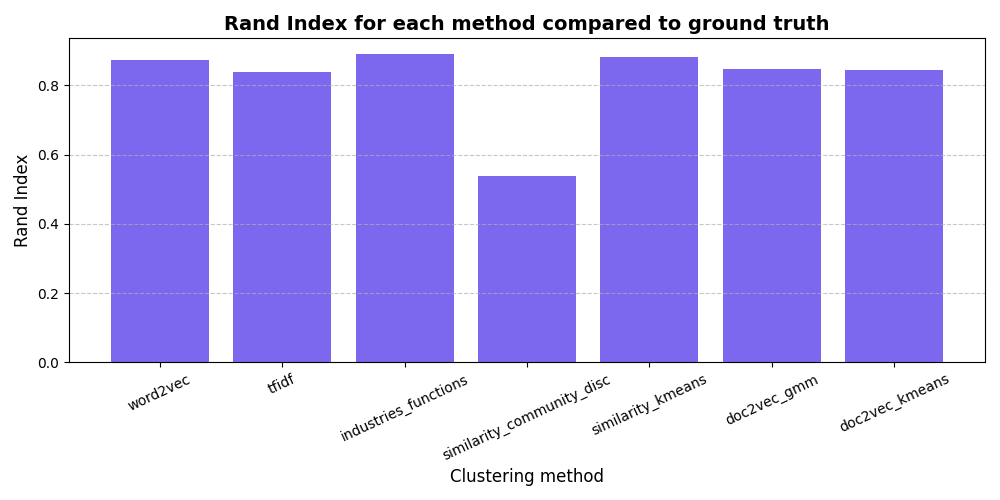 Rand Index for each method compared to ground truth
Rand Index
0.8
0.6
0.4
0.2
0.0
word2vec
tfidf
industries_functions
similarity_community_disc
similarity_kmeans
doc2vec_gmm
doc2vec_kmeans
Clustering method